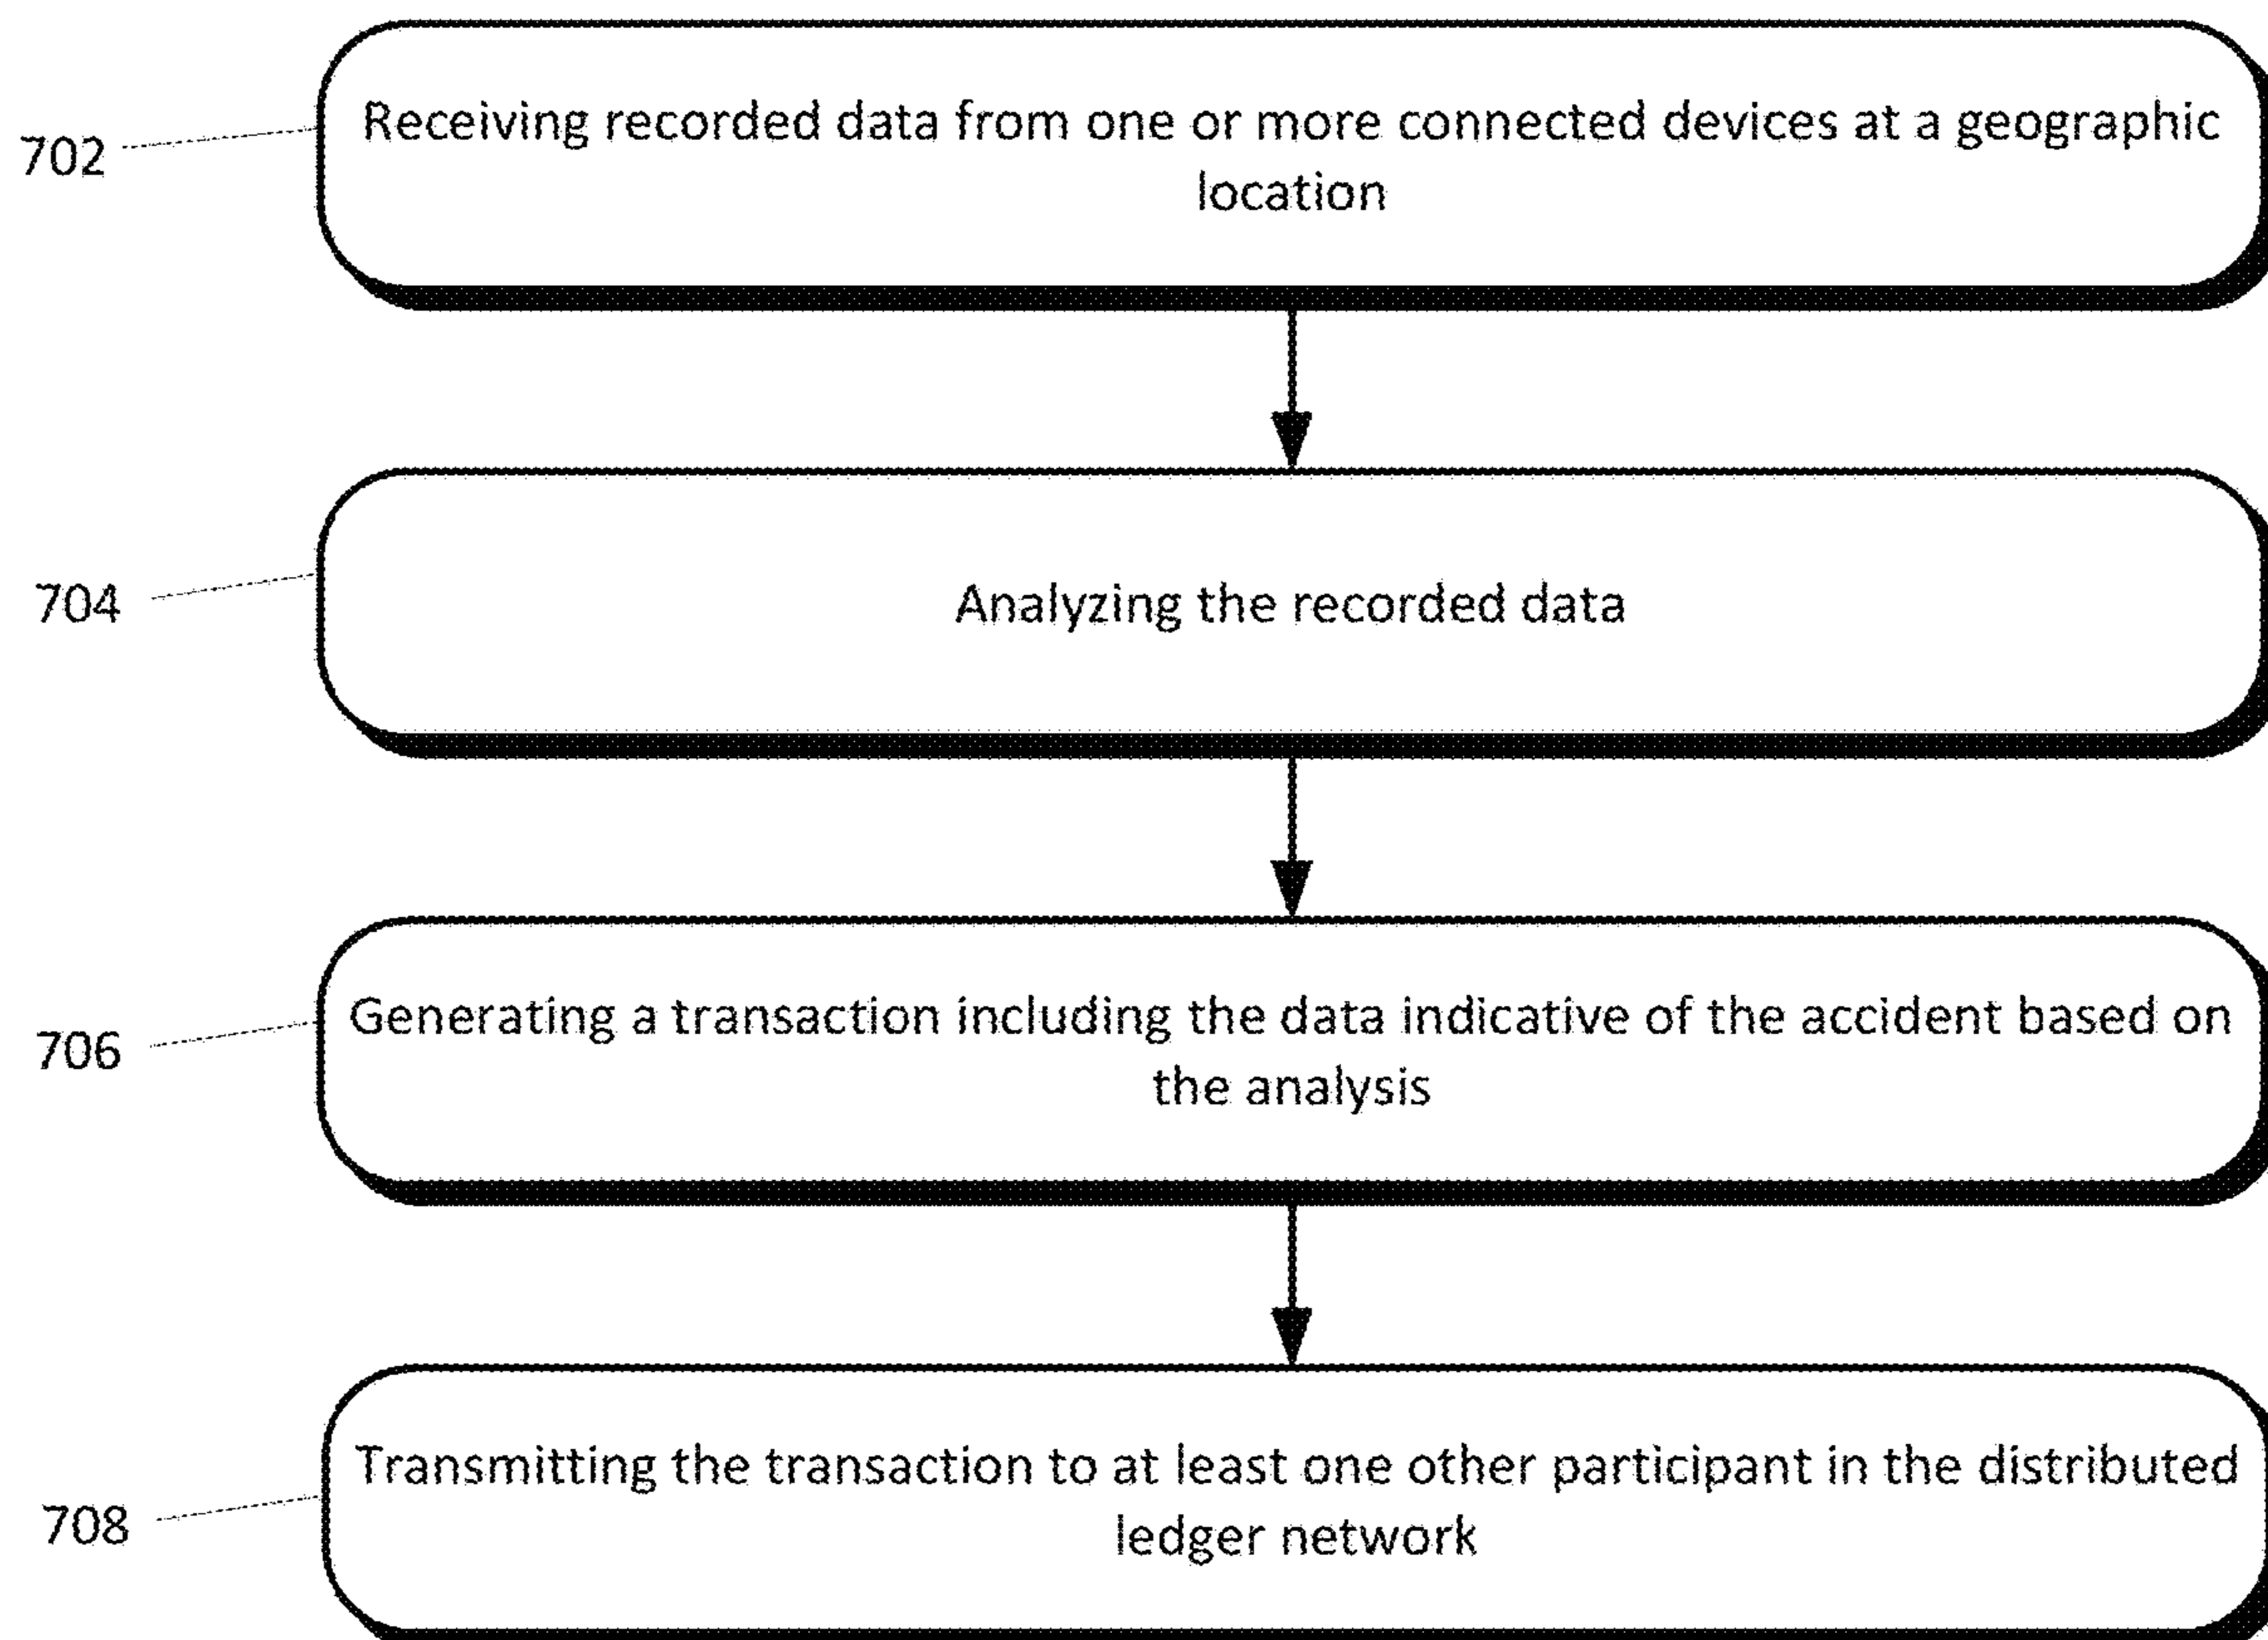 702
Receiving recorded data from one or more connected devices at a geographic
location
704
Analyzing the recorded data
706
Generating a transaction including the data indicative of the accident based on
the analysis
708
Transmitting the transaction to at least one other participant in the distributed
ledger network